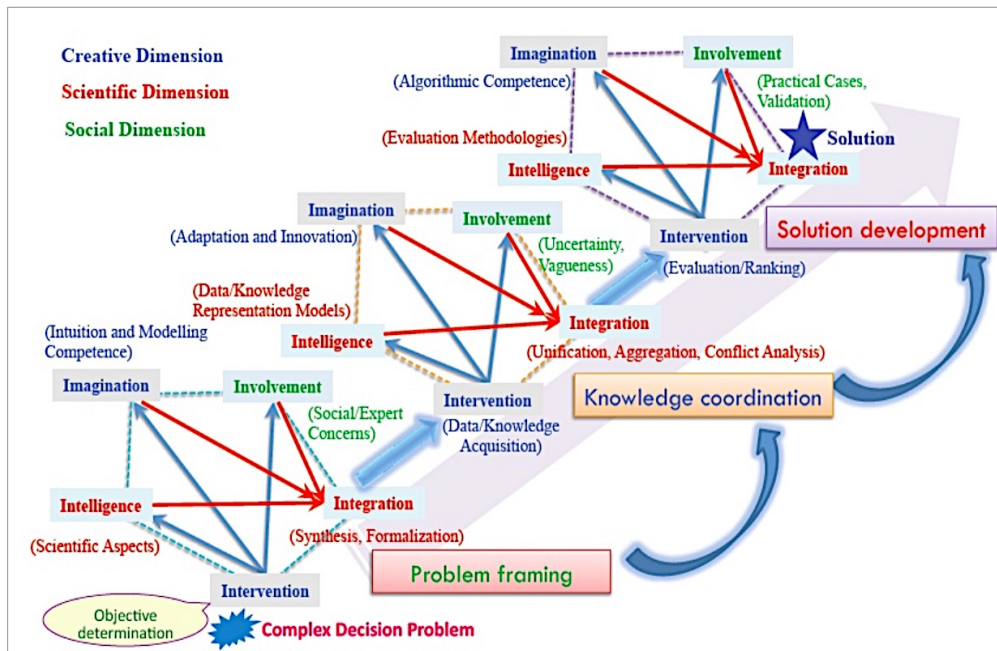 Creative Dimension
Scientific Dimension
Social Dimension
Imagination
Involvement
(Algorithmic Competence)
(Practical Cases,
Validation)
(Evaluation Methodologies)
Solution
Intelligence
Integration
Intervention
Solution development
(Evaluation/Ranking)
Imagination
Involvement
(Adaptation and Innovation)
(Uncertainty,
Vagueness)
(Data/Knowledge
Representation Models)
Intelligence
Integration
(Unification, Aggregation, Conflict Analysis)
Intervention
Knowledge coordination
(Data/Knowledge
Acquisition)
(Intuition and Modelling
Competence)
Imagination
Involvement
(Social/Expert
Concerns)
Intelligence
Integration
(Scientific Aspects)
(Synthesis, Formalization)
Problem framing
Intervention
Objective
determination
Complex Decision Problem